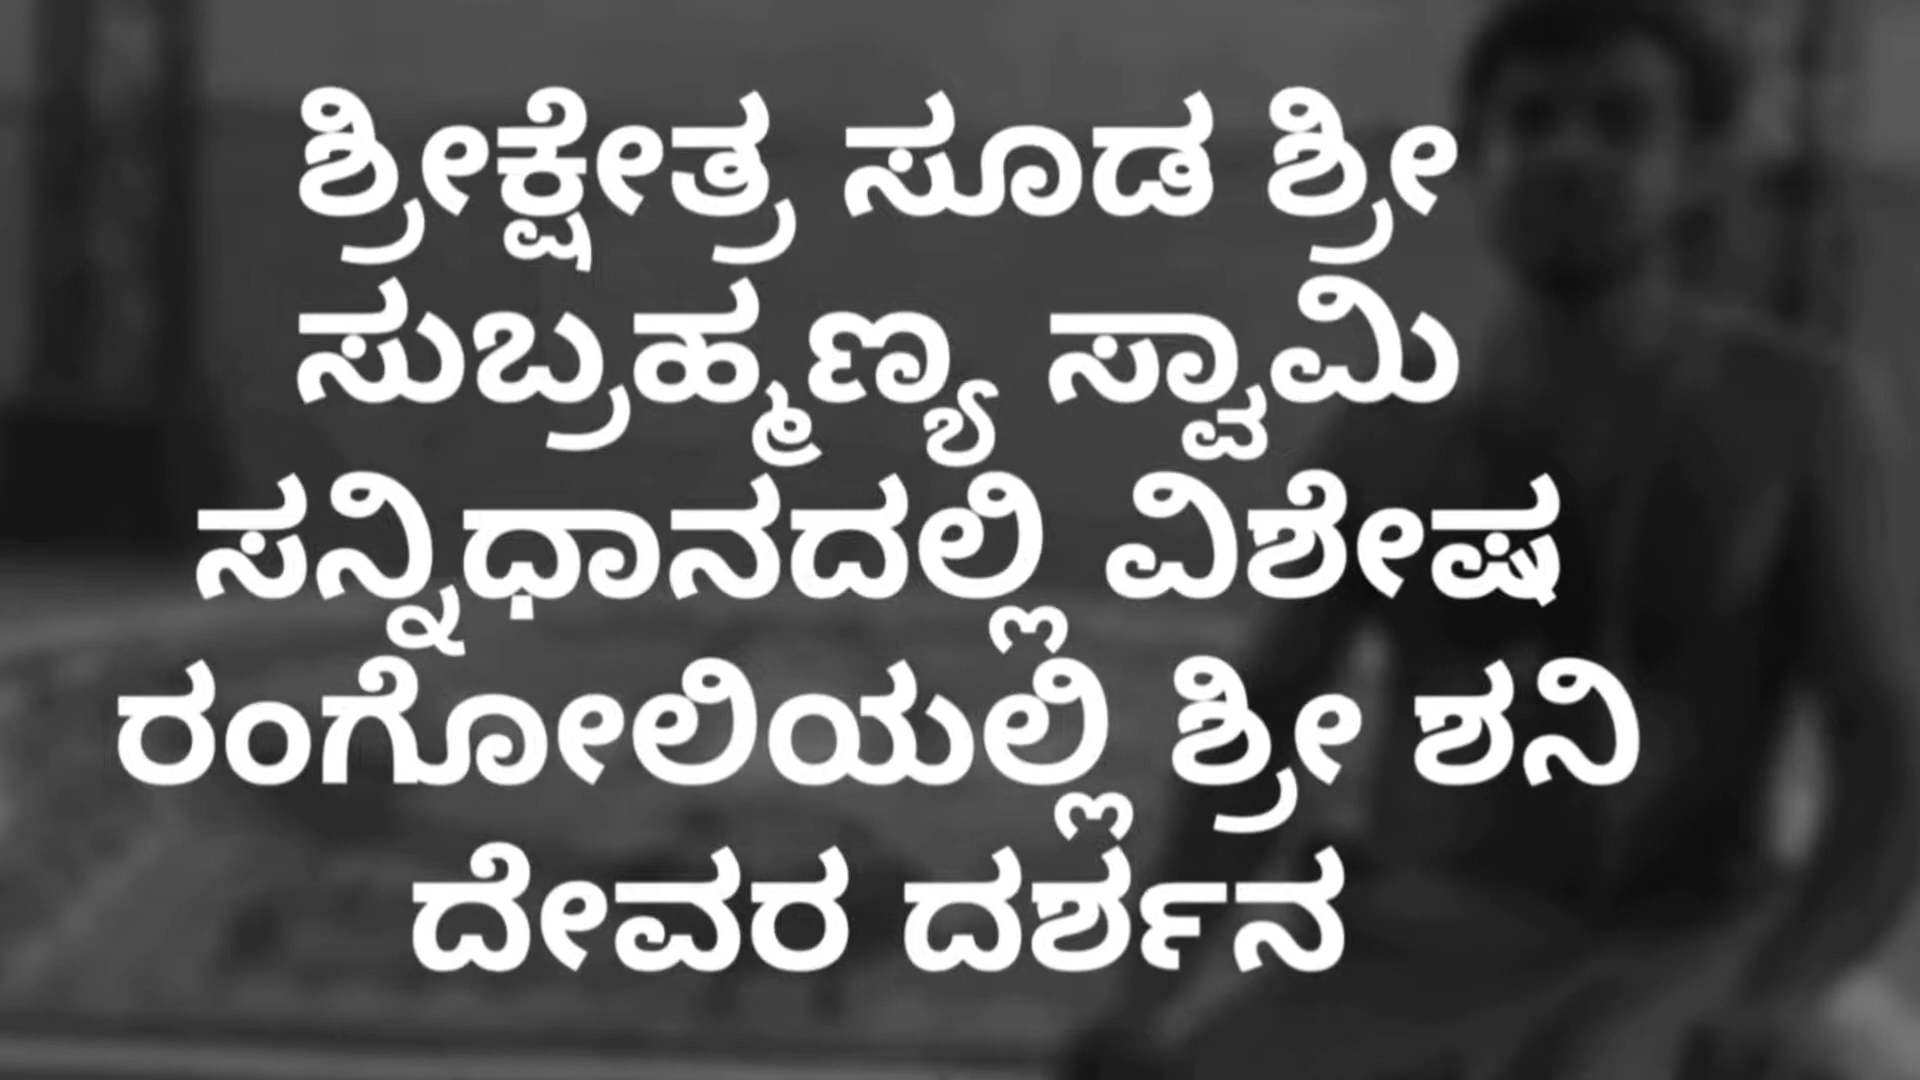 ಶ್ರೀಕ್ಷೇತ್ರ ಸೂಡ ಶ್ರೀ
ಸುಬ್ರಹ್ಮಣ್ಯ ಸ್ವಾಮಿ
ಸನ್ನಿಧಾನದಲ್ಲಿ ವಿಶೇಷ
ರಂಗೋಲಿಯಲ್ಲಿ ಶ್ರೀ ಶನಿ
ದೇವರ ದರ್ಶನ